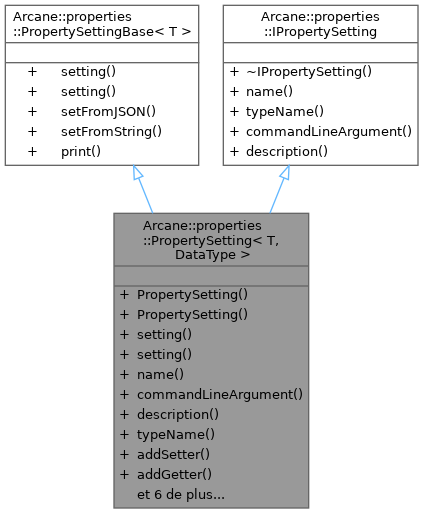 Arcane::properties
::PropertySettingBase< T >
+ setting()
+ setting()
+ setFromJSON()
+ setFromString()
+ print()
Arcane::properties
::IPropertySetting
+ ~IPropertySetting()
+ name()
+ typeName()
+ commandLineArgument()
+ description()
Arcane::properties
::PropertySetting< T,
DataType >
+ PropertySetting()
+ PropertySetting()
+ setting()
+ setting()
+ name()
+ commandLineArgument()
+ description()
+ typeName()
+ addSetter()
+ addGetter()
et 6 de plus...